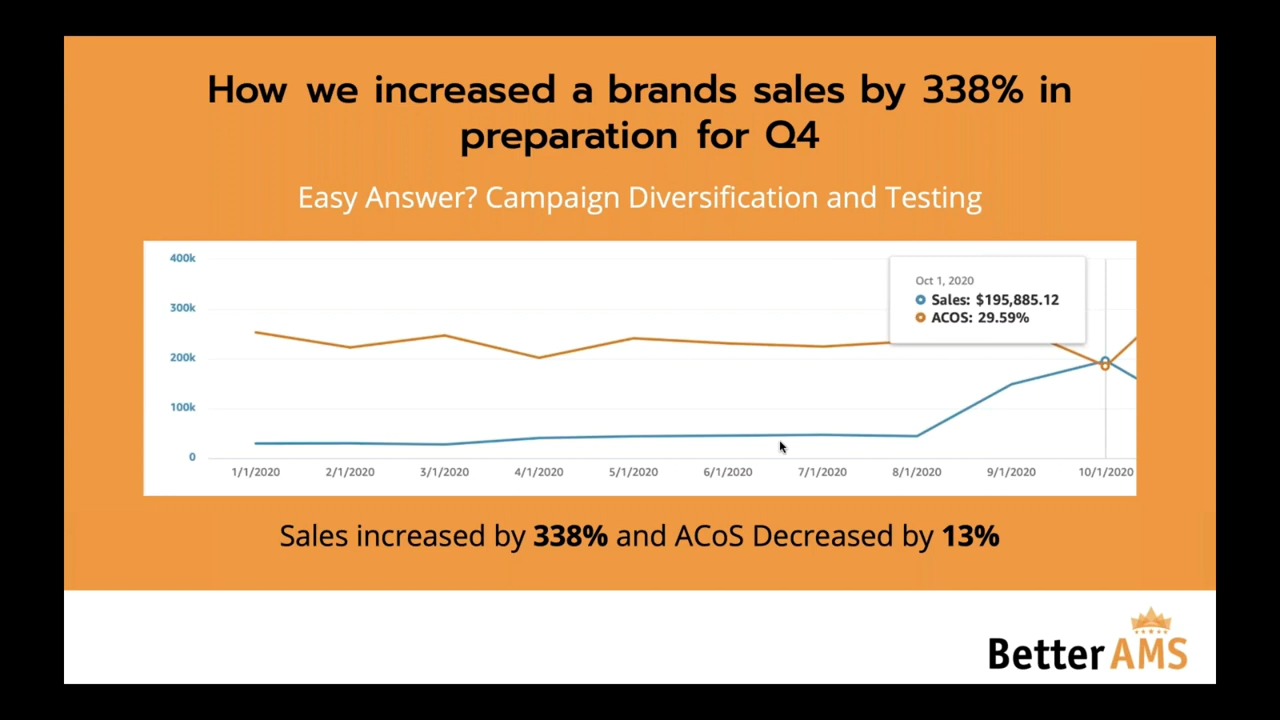 How we increased a brands sales by 338% in
preparation for Q4
Easy Answer? Campaign Diversification and Testing
400k
300k
200k
100k
0
Oct 1, 2020
Sales: $195,885.12
ACOS: 29.59%
1/1/2020 2/1/2020 3/1/2020 4/1/2020 5/1/2020 6/1/2020 7/1/2020 8/1/2020 9/1/2020 10/1/2020
Sales increased by 338% and ACoS Decreased by 13%
Better AMS